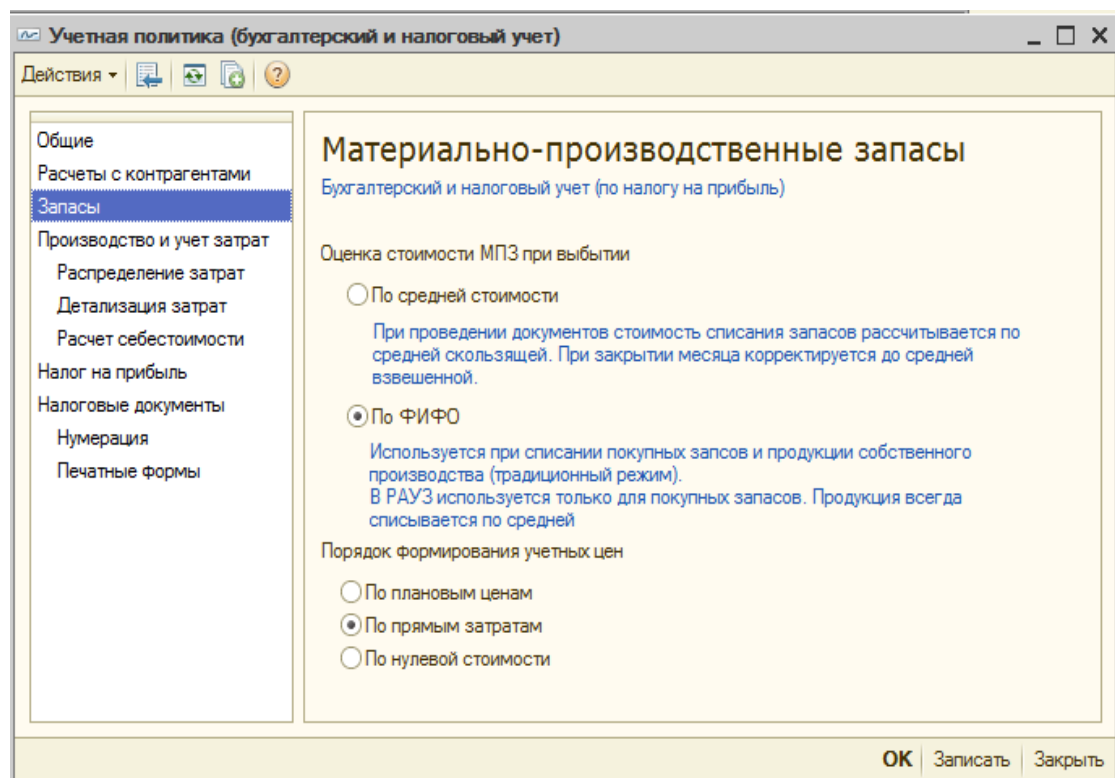 Учетная политика (бухгалтерский и налоговый учет)
Действия
Общие
Расчеты с контрагентами
Запасы
Производство и учет затрат
Распределение затрат
Детализация затрат
Расчет себестоимости
Налог на прибыль
Налоговые документы
Нумерация
Печатные формы
Материально-производственные запасы
Бухгалтерский и налоговый учет (по налогу на прибыль)
Оценка стоимости МПЗ при выбытии
По средней стоимости
При проведении документов стоимость списания запасов рассчитывается по
средней скользящей. При закрытии месяца корректируется до средней
взвешенной.
По ФИФО
Используется при списании покупных запсов и продукции собственного
производства (традиционный режим).
В РАУЗ используется только для покупных запасов. Продукция всегда
списывается по средней
Порядок формирования учетных цен
По плановым ценам
По прямым затратам
По нулевой стоимости
OK Записать Закрыть